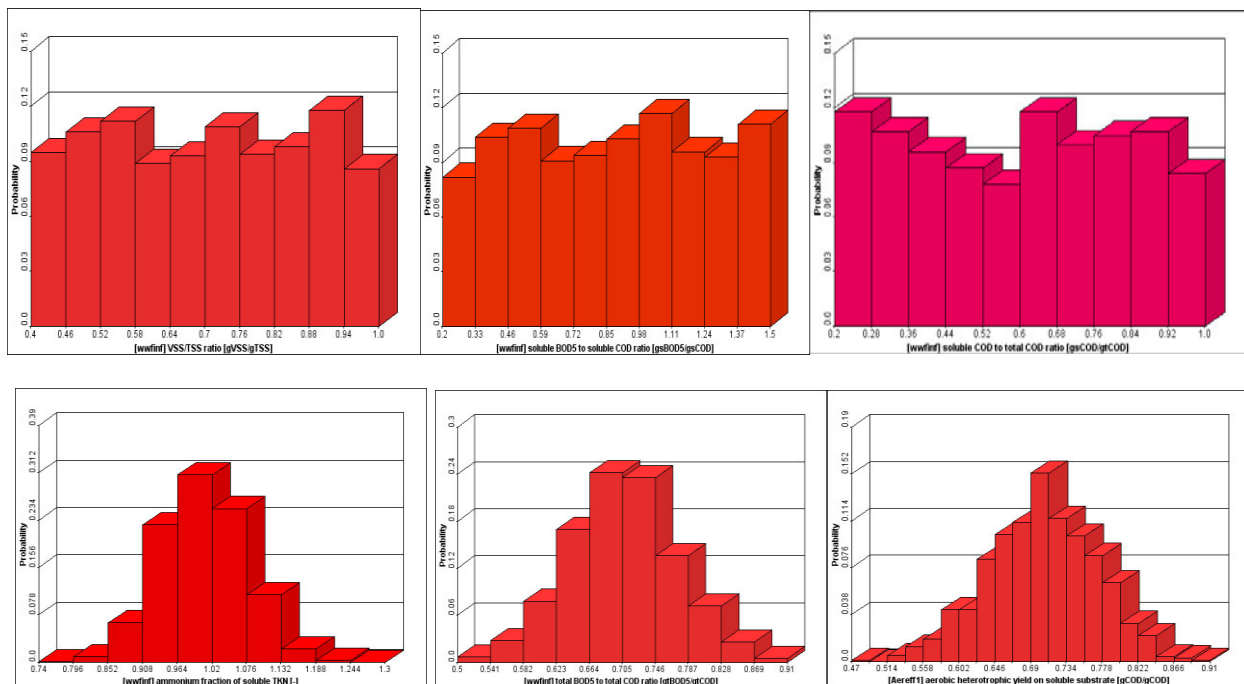 0.15
0.12
0.09
0.06
0.03
0.0
Probability
0.4 0.46 0.52 0.58 0.64 0.7 0.76 0.82 0.88 0.94 1.0
[wwfinf] VSS/TSS ratio [gVSS/gTSS]
0.15
0.12
0.09
0.06
0.03
0.0
Probability
0.2 0.33 0.46 0.59 0.72 0.85 0.98 1.11 1.24 1.37 1.5
[wwfinf] soluble BOD5 to soluble COD ratio [gsBOD5/gsCOD]
0.15
0.12
0.09
0.06
0.03
0.0
Probability
0.2 0.28 0.36 0.44 0.52 0.6 0.68 0.76 0.84 0.92 1.0
[wwfinf] soluble COD to total COD ratio [gsCOD/gtCOD]
0.39
0.312
0.234
0.156
0.078
0.0
Probability
0.74 0.796 0.852 0.908 0.964 1.02 1.076 1.132 1.188 1.244 1.3
[wwfinf] ammonium fraction of soluble TKN [-]
0.3
0.24
0.18
0.12
0.06
0.0
Probability
0.5 0.541 0.582 0.623 0.664 0.705 0.746 0.787 0.828 0.869 0.91
[wwfinf] total BOD5 to total COD ratio [gtBOD5/gtCOD]
0.19
0.152
0.114
0.076
0.038
0.0
Probability
0.47 0.514 0.558 0.602 0.646 0.69 0.734 0.778 0.822 0.866 0.91
[Aereff1] aerobic heterotrophic yield on soluble substrate [gCOD/gCOD]